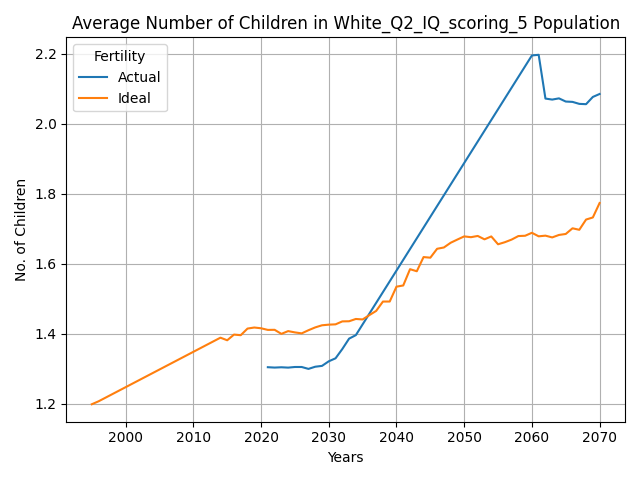 Average Number of Children in White_Q2_IQ_scoring_5 Population
Fertility
Actual
Ideal
No. of Children
2.2
2.0
1.8
1.6
1.4
1.2
2000 2010 2020 2030 2040 2050 2060 2070
Years